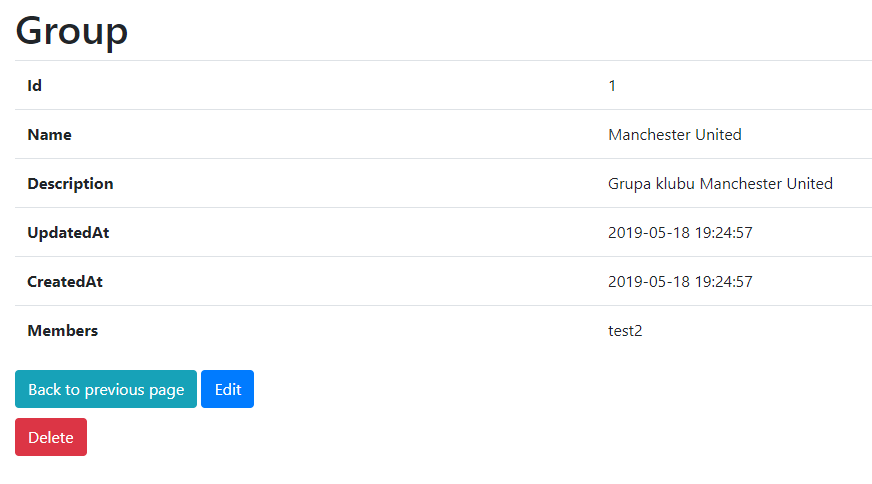 Group
Id 1
Name Manchester United
Description Grupa klubu Manchester United
UpdatedAt 2019-05-18 19:24:57
CreatedAt 2019-05-18 19:24:57
Members test2
Back to previous page Edit
Delete